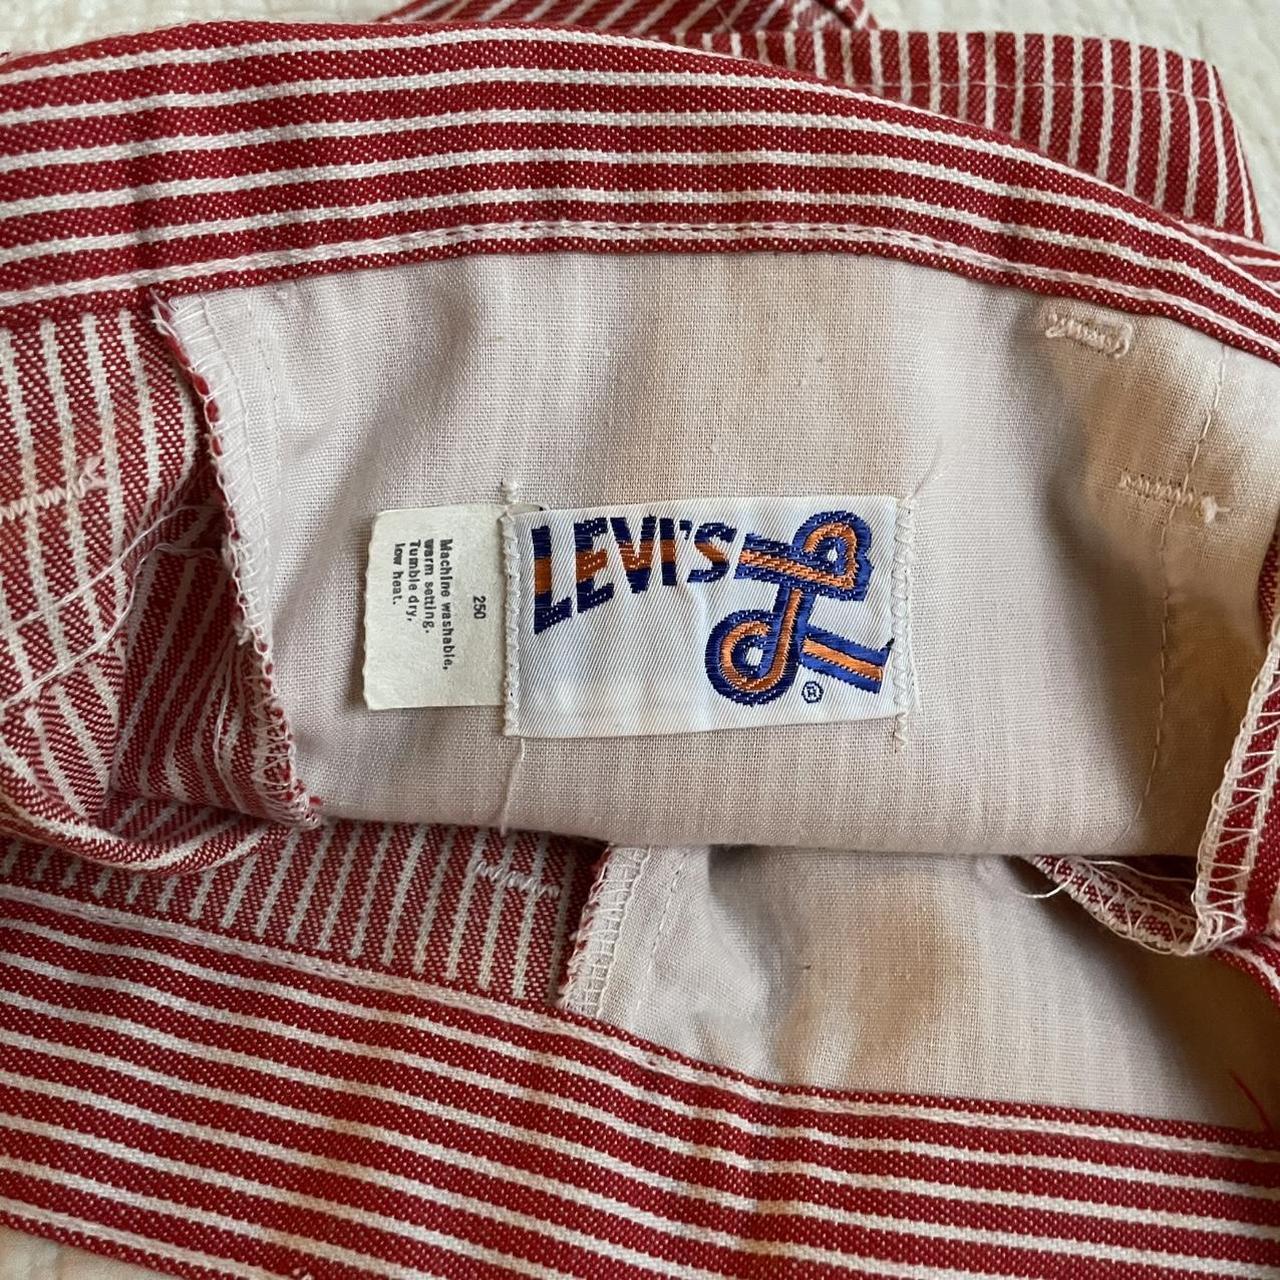 LEVI'S
®
250
Machine washable,
warm setting.
Tumble dry,
low heat.